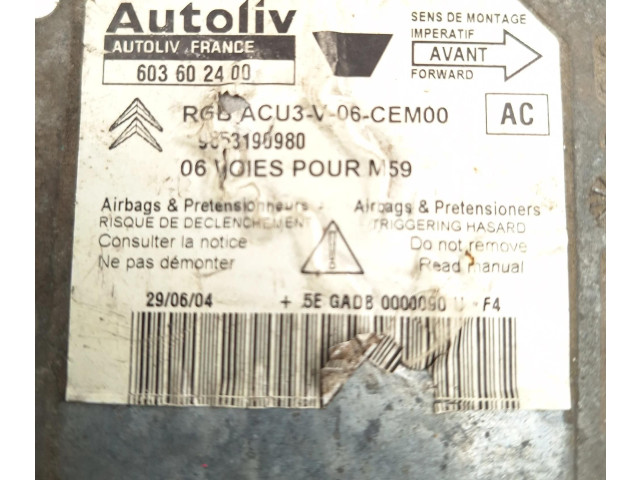 Autoliv
AUTOLIV FRANCE
603 60 24 00
SENS DE MONTAGE
IMPERATIF
AVANT
FORWARD
ACU3-V-06-CEM00
AC
06 VOIES POUR M59
Airbags & Pretensionneurs
RISQUE DE DECLENCHEMENT
Consulter la notice
Ne pas démonter
Airbags & Pretensioners
TRIGGERING HASARD
Do not remove
Read manual
29/06/04 + 5E GADB 0000090 F4